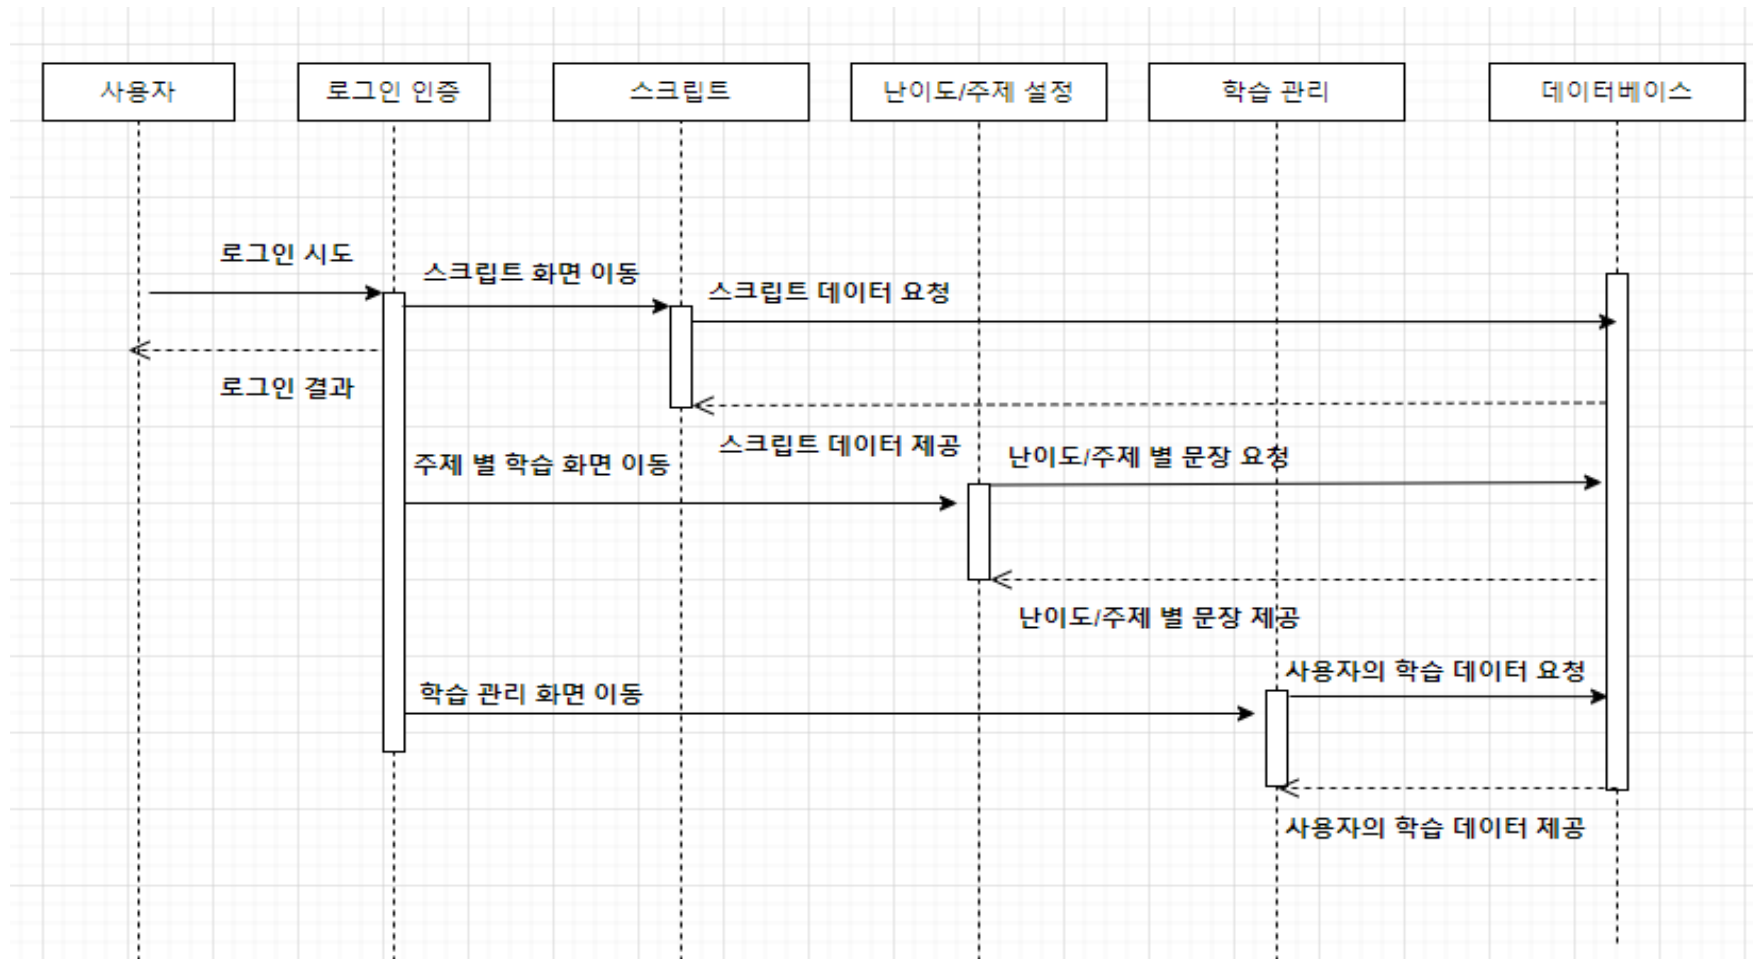 사용자
로그인 인증
스크립트
난이도/주제 설정
학습 관리
데이터베이스
로그인 시도
스크립트 화면 이동
스크립트 데이터 요청
로그인 결과
스크립트 데이터 제공
주제 별 학습 화면 이동
난이도/주제 별 문장 요청
난이도/주제 별 문장 제공
학습 관리 화면 이동
사용자의 학습 데이터 요청
사용자의 학습 데이터 제공